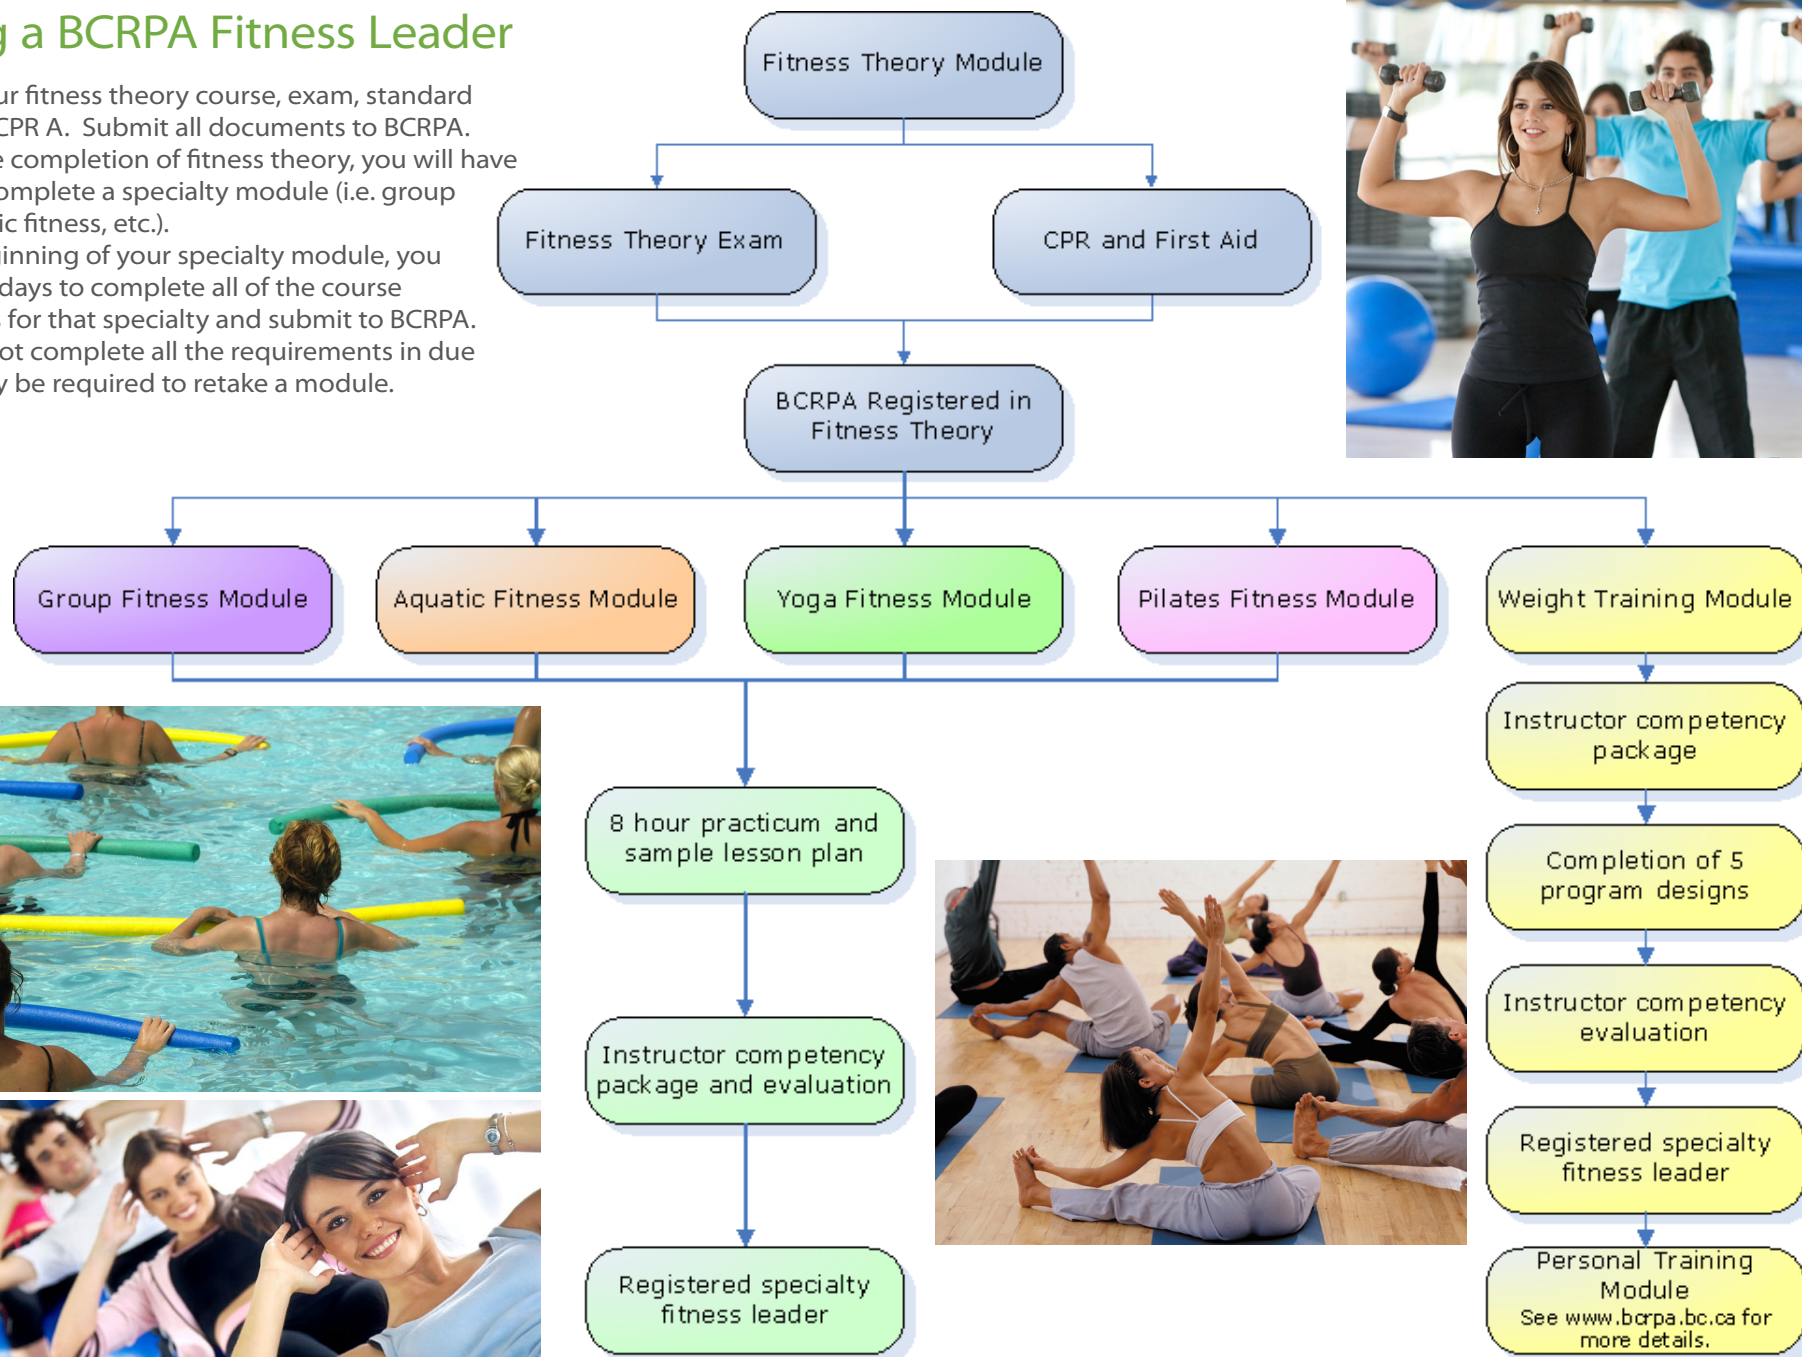 g a BCRPA Fitness Leader
ur fitness theory course, exam, standard
CPR A. Submit all documents to BCRPA.
e completion of fitness theory, you will have
omplete a specialty module (i.e. group
ic fitness, etc.).
inning of your specialty module, you
days to complete all of the course
s for that specialty and submit to BCRPA.
ot complete all the requirements in due
y be required to retake a module.
Fitness Theory Module
Fitness Theory Exam
CPR and First Aid
BCRPA Registered in
Fitness Theory
Group Fitness Module
Aquatic Fitness Module
Yoga Fitness Module
Pilates Fitness Module
Weight Training Module
8 hour practicum and
sample lesson plan
Instructor competency
package and evaluation
Registered specialty
fitness leader
Instructor competency
package
Completion of 5
program designs
Instructor competency
evaluation
Registered specialty
fitness leader
Personal Training
Module
See www.bcrpa.bc.ca for
more details.